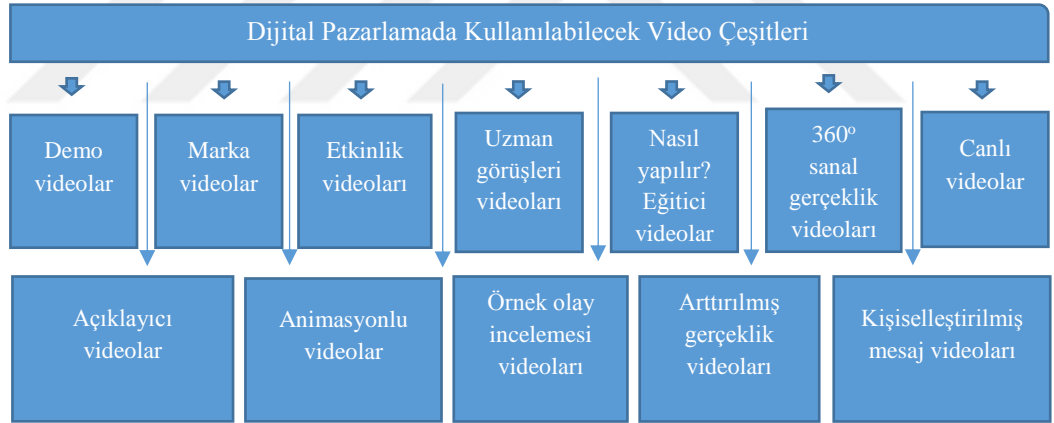 Dijital Pazarlamada Kullanılabilecek Video Çeşitleri
Demo
videolar
Marka
videolar
Etkinlik
videoları
Uzman
görüşleri
videoları
Nasıl
yapılır?
Eğitici
videolar
360º
sanal
gerçeklik
videoları
Canlı
videolar
Açıklayıcı
videolar
Animasyonlu
videolar
Örnek olay
incelemesi
videoları
Arttırılmış
gerçeklik
videoları
Kişiselleştirilmiş
mesaj videoları